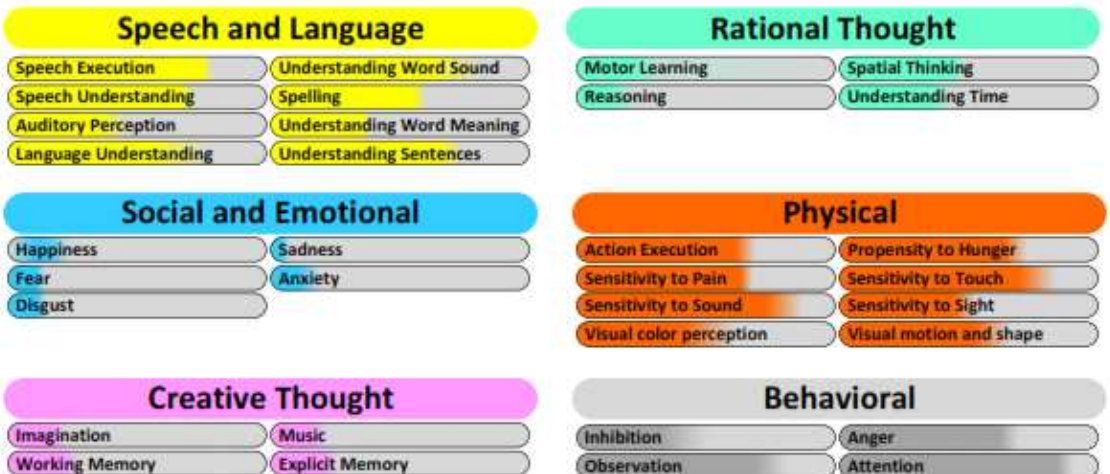 Speech and Language
Speech Execution
Understanding Word Sound
Speech Understanding
Spelling
Auditory Perception
Understanding Word Meaning
Language Understanding
Understanding Sentences
Rational Thought
Motor Learning
Spatial Thinking
Reasoning
Understanding Time
Social and Emotional
Happiness
Sadness
Fear
Anxiety
Disgust
Physical
Action Execution
Propensity to Hunger
Sensitivity to Pain
Sensitivity to Touch
Sensitivity to Sound
Sensitivity to Sight
Visual color perception
Visual motion and shape
Creative Thought
Imagination
Music
Working Memory
Explicit Memory
Behavioral
Inhibition
Anger
Observation
Attention